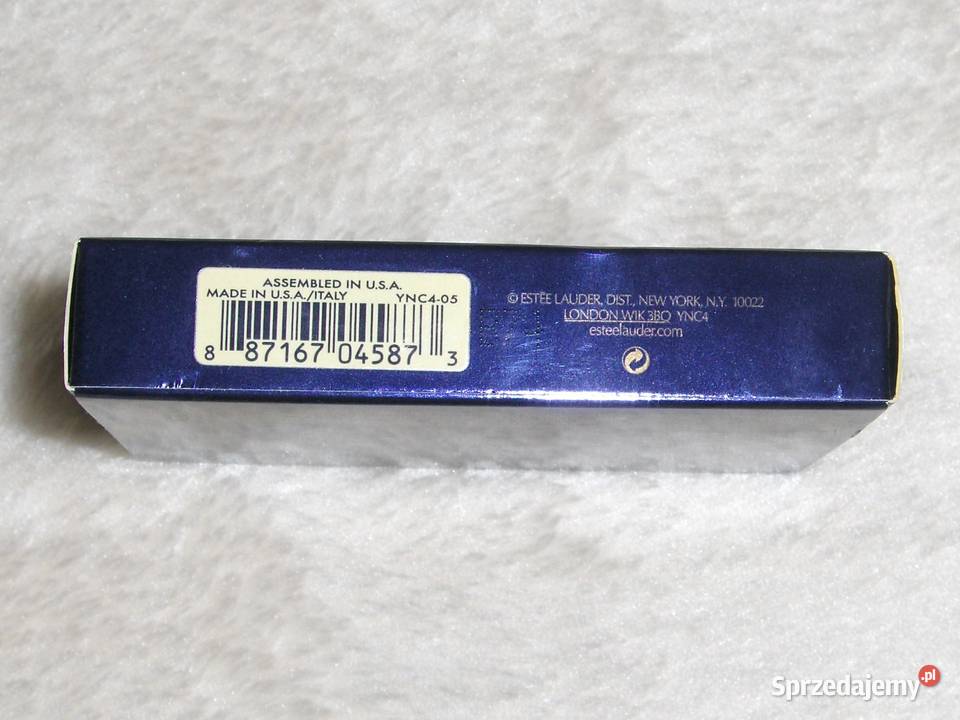 ASSEMBLED IN U.S.A.
MADE IN U.S.A./ITALY YNC4-05
8 87167 04587 3
© ESTĒE LAUDER, DIST., NEW YORK, N.Y. 10022
LONDON W1K 3BQ YNC4
esteelauder.com
Sprzedajemy.pl